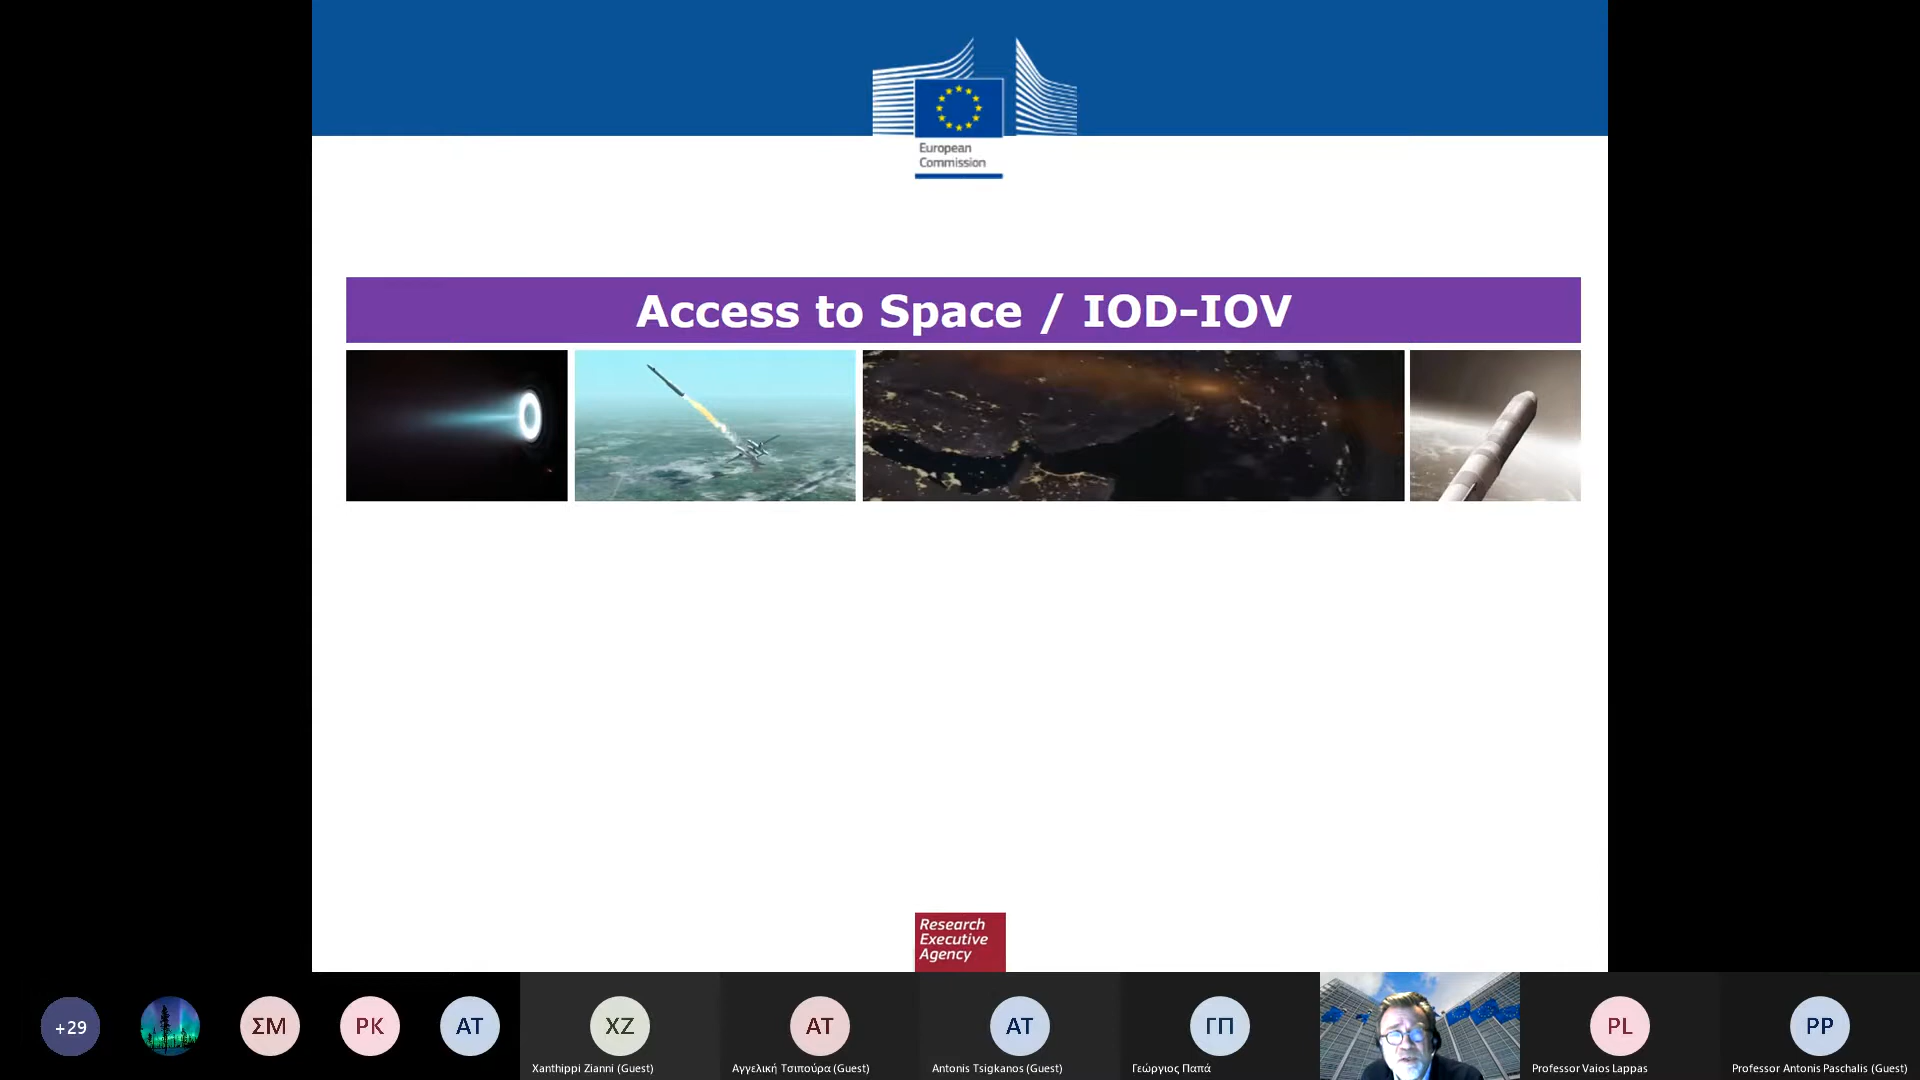 European
Commission
Access to Space / IOD-IOV
Research
Executive
Agency
+29
ΣΜ
PK
AT
XZ
Xanthippi Zianni (Guest)
ΑΤ
Αγγελική Τσιπούρα (Guest)
AT
Antonis Tsigkanos (Guest)
ΓΠ
Γεώργιος Παπά
PL
Professor Vaios Lappas
PP
Professor Antonis Paschalis (Guest)